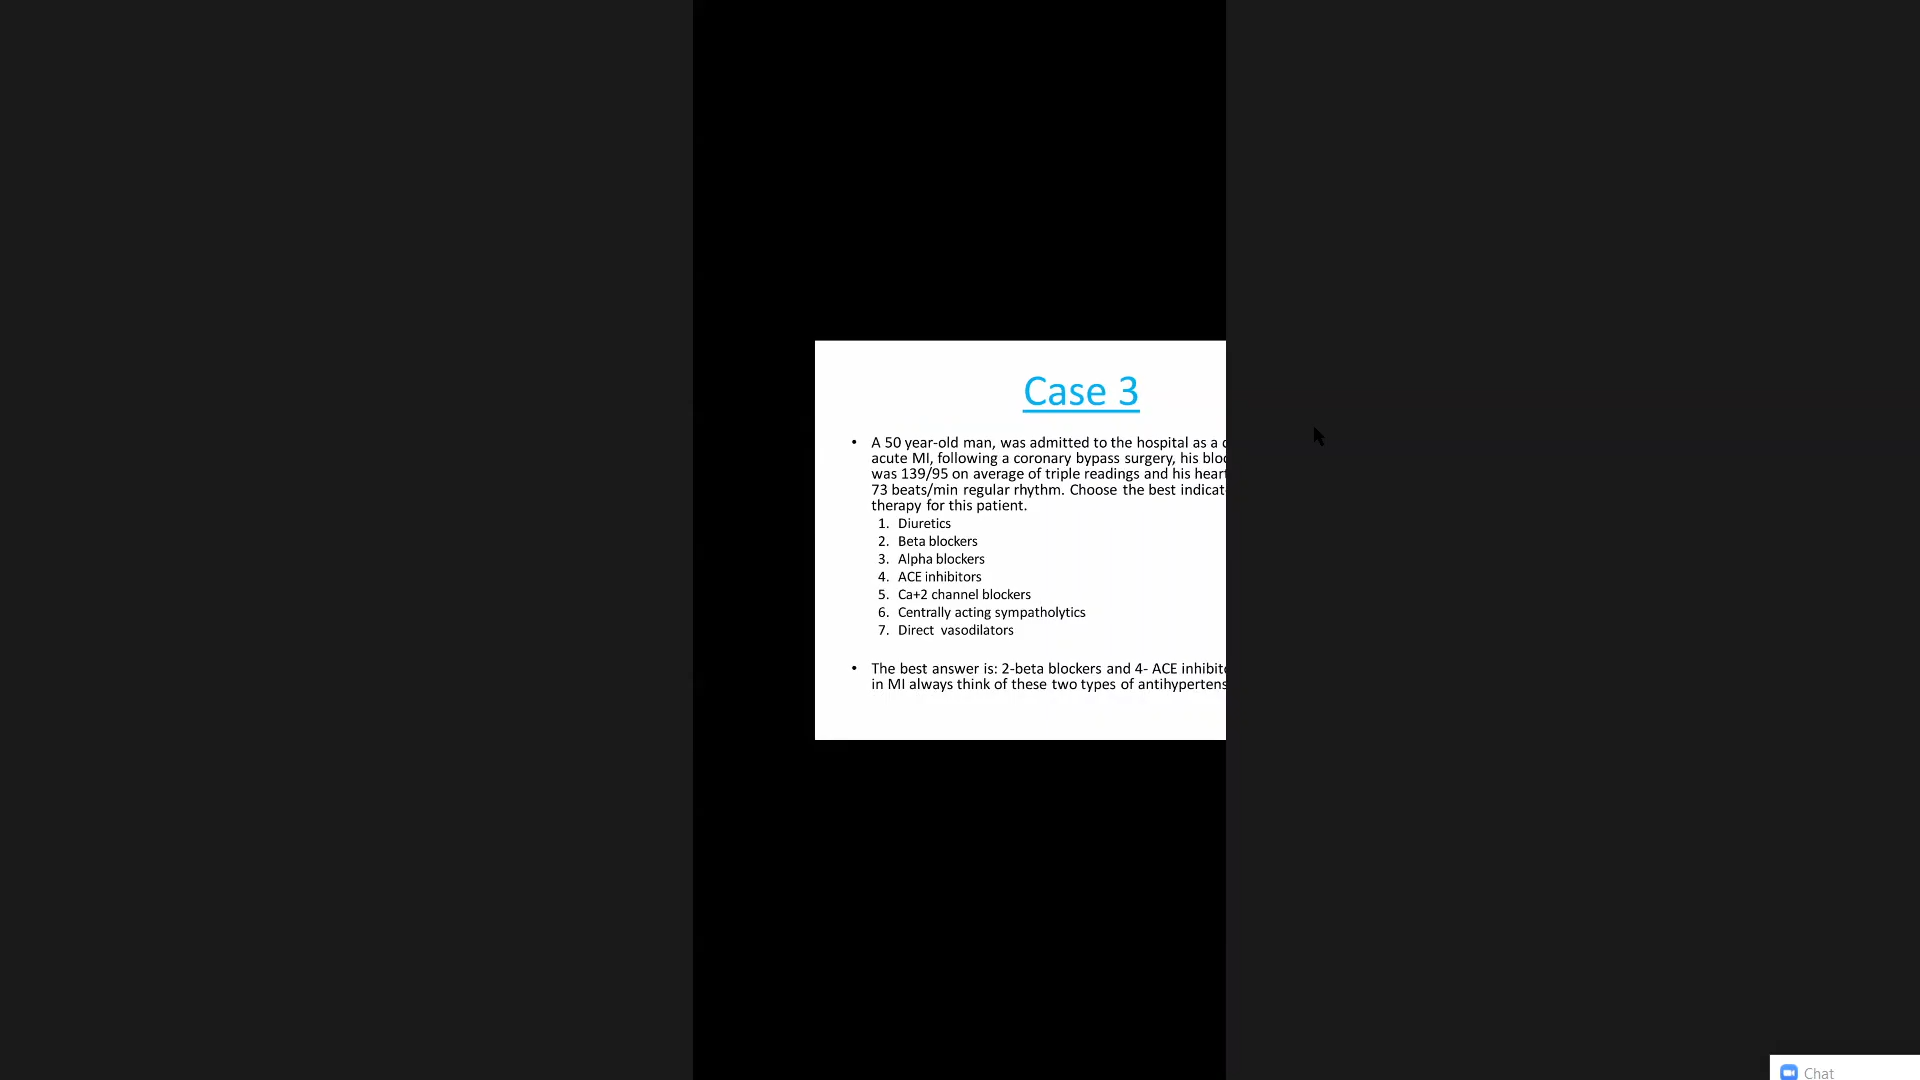 Case 3
• A 50 year-old man, was admitted to the hospital as a
acute MI, following a coronary bypass surgery, his
was 139/95 on average of triple readings and his
73 beats/min regular rhythm. Choose the best
therapy for this patient.
1. Diuretics
2. Beta blockers
3. Alpha blockers
4. ACE inhibitors
5. Ca+2 channel blockers
6. Centrally acting sympatholytics
7. Direct vasodilators
• The best answer is: 2-beta blockers and 4- ACE
in MI always think of these two types of
Chat